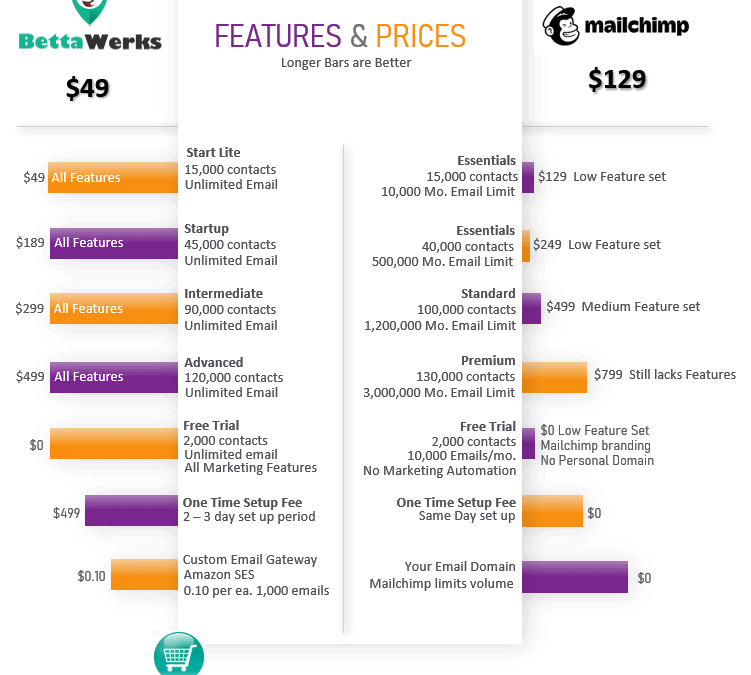 BettaWerks
$49
FEATURES & PRICES
Longer Bars are Better
mailchimp
$129
$49 All Features
Start Lite
15,000 contacts
Unlimited Email
Essentials
15,000 contacts
10,000 Mo. Email Limit
$129 Low Feature set
$189 All Features
Startup
45,000 contacts
Unlimited Email
Essentials
40,000 contacts
500,000 Mo. Email Limit
$249 Low Feature set
$299 All Features
Intermediate
90,000 contacts
Unlimited Email
Standard
100,000 contacts
1,200,000 Mo. Email Limit
$499 Medium Feature set
$499 All Features
Advanced
120,000 contacts
Unlimited Email
Premium
130,000 contacts
3,000,000 Mo. Email Limit
$799 Still lacks Features
$0
Free Trial
2,000 contacts
Unlimited email
All Marketing Features
Free Trial
2,000 contacts
10,000 Emails/mo.
No Marketing Automation
$0 Low Feature Set
Mailchimp branding
No Personal Domain
$499
One Time Setup Fee
2 – 3 day set up period
One Time Setup Fee
Same Day set up
$0
$0.10
Custom Email Gateway
Amazon SES
0.10 per ea. 1,000 emails
Your Email Domain
Mailchimp limits volume
$0